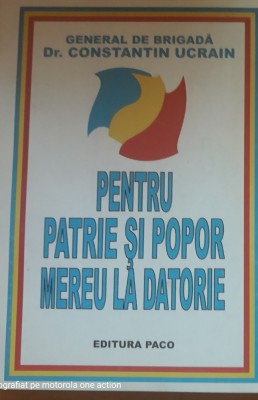 GENERAL DE BRIGADĂ
Dr. CONSTANTIN UCRAIN
PENTRU
PATRIE ȘI POPOR
MEREU LA DATORIE
EDITURA PACO
ografiat pe motorola one action